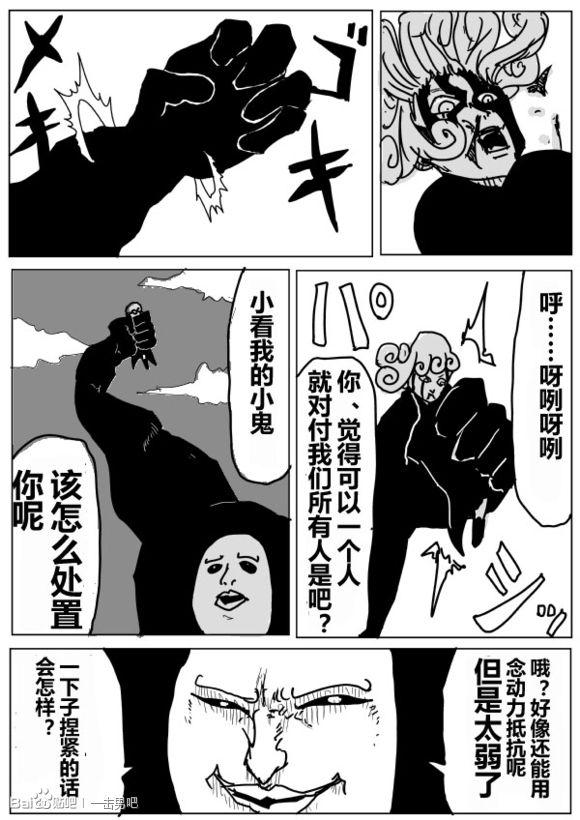 メキ
ゴキ
呼……呀咧呀咧
パシッ
你、觉得可以一个人
就对付我们所有人是吧？
小看我的小鬼
该怎么处置
你呢
哦？好像还能用
念动力抵抗呢
但是太弱了
一下子捏紧的话
会怎样？
Baidu贴吧 | 一击男吧